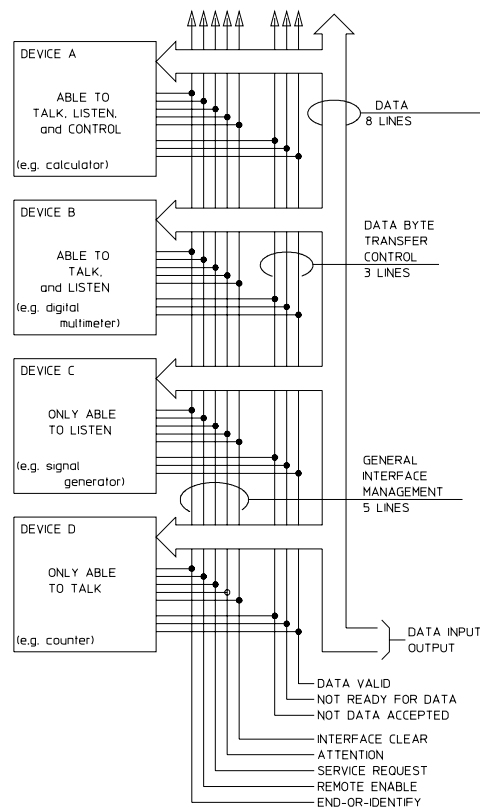 DEVICE A
ABLE TO
TALK, LISTEN,
and CONTROL
(e.g. calculator)
DATA
8 LINES
DEVICE B
ABLE TO
TALK,
and LISTEN
(e.g. digital
multimeter)
DATA BYTE
TRANSFER
CONTROL
3 LINES
DEVICE C
ONLY ABLE
TO LISTEN
(e.g. signal
generator)
GENERAL
INTERFACE
MANAGEMENT
5 LINES
DEVICE D
ONLY ABLE
TO TALK
(e.g. counter)
DATA INPUT
OUTPUT
DATA VALID
NOT READY FOR DATA
NOT DATA ACCEPTED
INTERFACE CLEAR
ATTENTION
SERVICE REQUEST
REMOTE ENABLE
END-OR-IDENTIFY